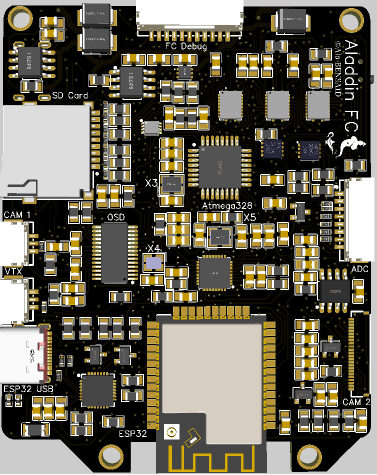 FC Debug
SD Card
Aladdin FC
X3
Atmega328
CAM 1
OSD
X5
X4
VTX
ADC
ESP32 USB
CAM 2
ESP32